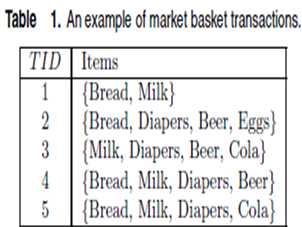 Table 1. An example of market basket transactions.
TID Items
1 {Bread, Milk}
2 {Bread, Diapers, Beer, Eggs}
3 {Milk, Diapers, Beer, Cola}
4 {Bread, Milk, Diapers, Beer}
5 {Bread, Milk, Diapers, Cola}